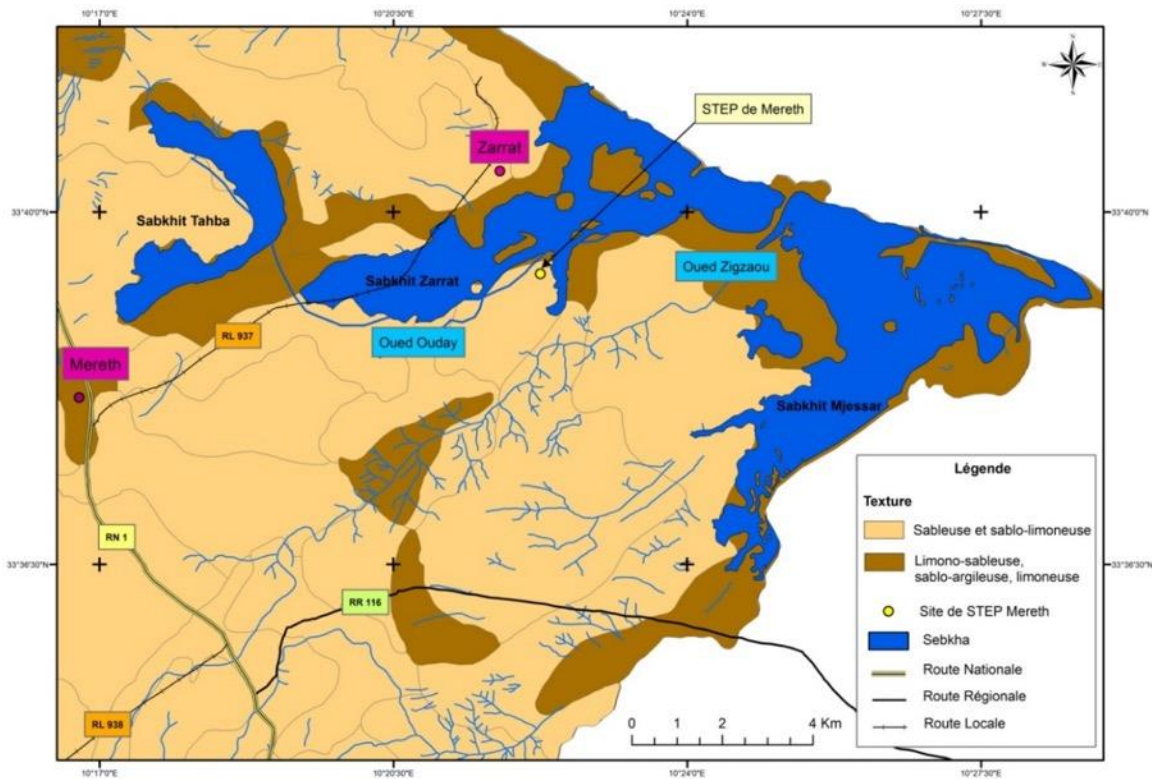 10°17'0"E 10°20'30"E 10°24'0"E 10°27'30"E
STEP de Mereth
Zarrat
33°40'0"N 33°40'0"N
Sabkhit Tahba
Oued Zigzaou
Sabkhit Zarrat
RL 937
Oued Ouday
Mereth
Sabkhit Mjessar
Légende
Texture
Sableuse et sablo-limoneuse
Limono-sableuse,
sablo-argileuse, limoneuse
Site de STEP Mereth
Sebkha
Route Nationale
Route Régionale
Route Locale
RN 1
33°36'30"N 33°36'30"N
RR 116
RL 938
0 1 2 4 Km
10°17'0"E 10°20'30"E 10°24'0"E 10°27'30"E